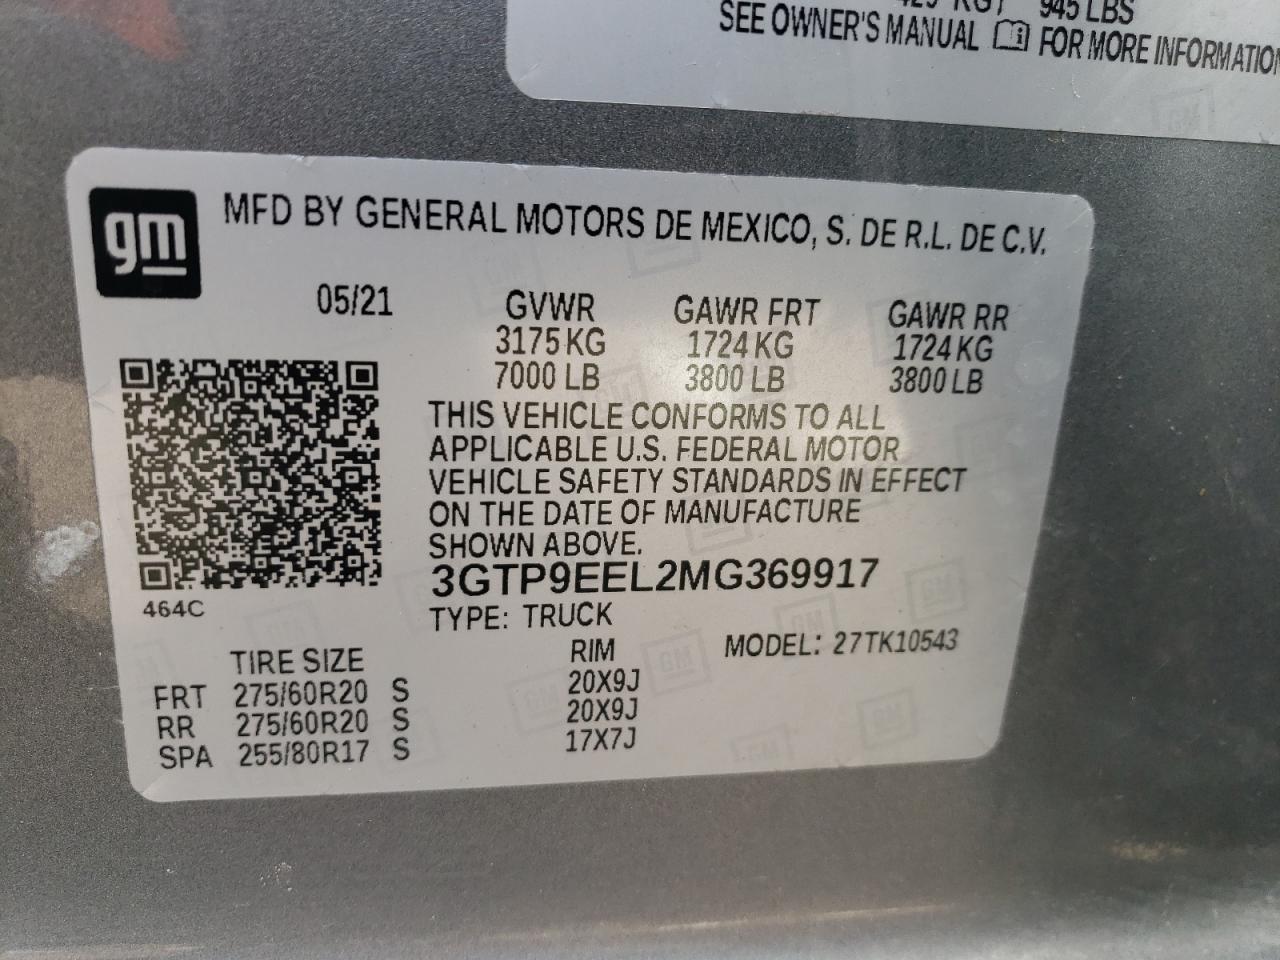 945 LBS
SEE OWNER'S MANUAL FOR MORE INFORMATION
gm
MFD BY GENERAL MOTORS DE MEXICO, S. DE R.L. DE C.V.
05/21 GVWR GAWR FRT GAWR RR
3175 KG 1724 KG 1724 KG
7000 LB 3800 LB 3800 LB
THIS VEHICLE CONFORMS TO ALL
APPLICABLE U.S. FEDERAL MOTOR
VEHICLE SAFETY STANDARDS IN EFFECT
ON THE DATE OF MANUFACTURE
SHOWN ABOVE.
3GTP9EEL2MG369917
464C
TYPE: TRUCK
TIRE SIZE RIM MODEL: 27TK10543
FRT 275/60R20 S 20X9J
RR 275/60R20 S 20X9J
SPA 255/80R17 S 17X7J